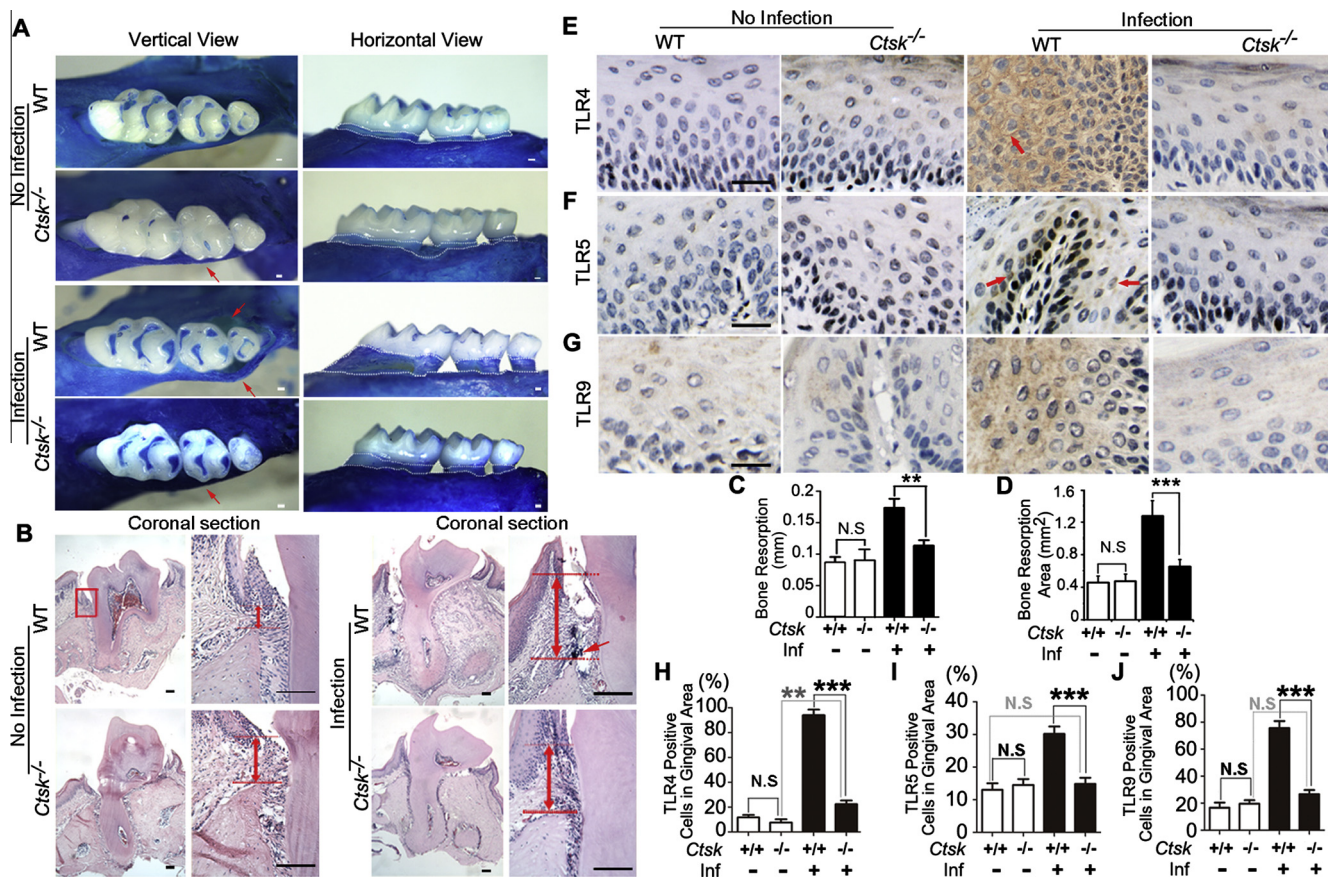 A
Vertical View
Horizontal View
No Infection
WT
Ctsk-/-
Infection
WT
Ctsk-/-
B
Coronal section
Coronal section
No Infection
WT
Ctsk-/-
Infection
WT
Ctsk-/-
E
No Infection
Infection
WT
Ctsk-/-
WT
Ctsk-/-
TLR4
F
TLR5
G
TLR9
C
Bone Resorption
(mm)
0.20
0.15
0.10
0.05
0
N.S
**
Ctsk +/+ -/- +/+ -/-
Inf - - + +
D
Bone Resorption
Area (mm2)
1.6
1.2
0.8
0.4
0
N.S
***
+/+ -/- +/+ -/-
- - + +
H
(%)
TLR4 Positive
Cells in Gingival Area
120
100
80
60
40
20
0
N.S
**
***
Ctsk +/+ -/- +/+ -/-
Inf - - + +
I
(%)
TLR5 Positive
Cells in Gingival Area
40
30
20
10
0
N.S
N.S
***
Ctsk +/+ -/- +/+ -/-
Inf - - + +
J
(%)
TLR9 Positive
Cells in Gingival Area
100
80
60
40
20
0
N.S
N.S
***
Ctsk +/+ -/- +/+ -/-
Inf - - + +